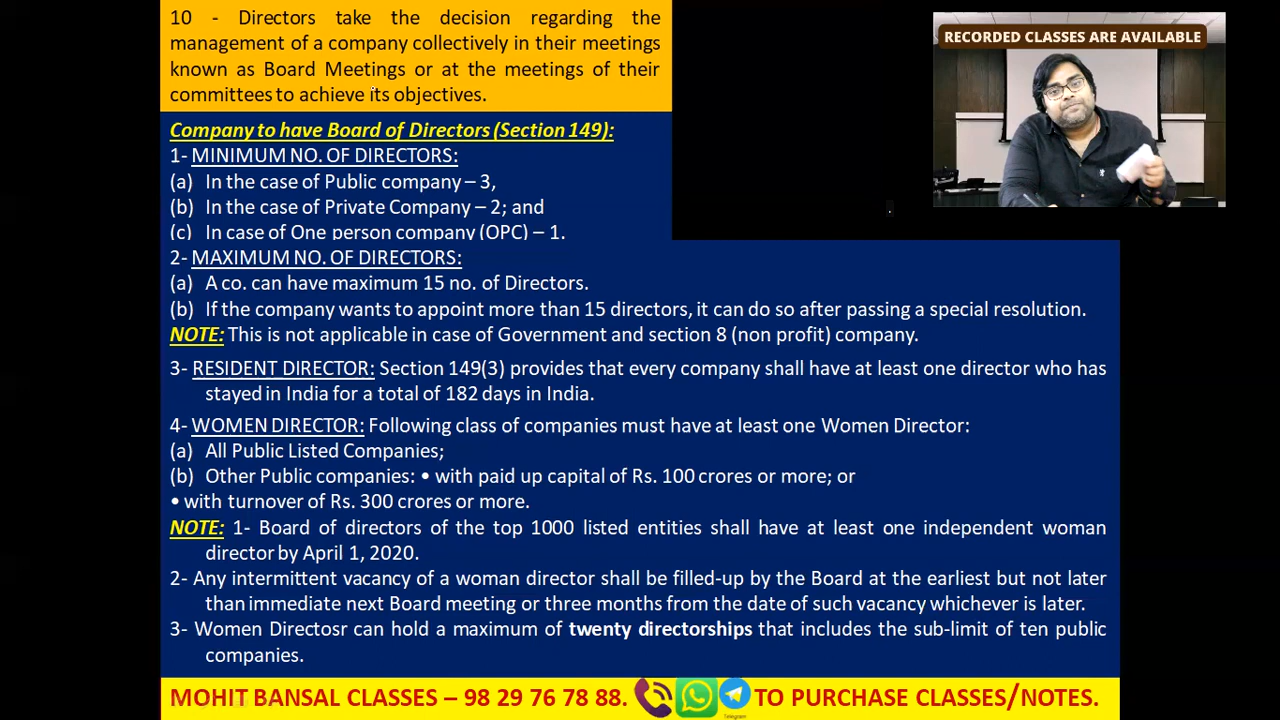 10 - Directors take the decision regarding the
management of a company collectively in their meetings
known as Board Meetings or at the meetings of their
committees to achieve its objectives.
RECORDED CLASSES ARE AVAILABLE
Company to have Board of Directors (Section 149):
1- MINIMUM NO. OF DIRECTORS:
(a) In the case of Public company – 3,
(b) In the case of Private Company – 2; and
(c) In case of One person company (OPC) – 1.
2- MAXIMUM NO. OF DIRECTORS:
(a) A co. can have maximum 15 no. of Directors.
(b) If the company wants to appoint more than 15 directors, it can do so after passing a special resolution.
NOTE: This is not applicable in case of Government and section 8 (non profit) company.
3- RESIDENT DIRECTOR: Section 149(3) provides that every company shall have at least one director who has
stayed in India for a total of 182 days in India.
4- WOMEN DIRECTOR: Following class of companies must have at least one Women Director:
(a) All Public Listed Companies;
(b) Other Public companies: • with paid up capital of Rs. 100 crores or more; or
• with turnover of Rs. 300 crores or more.
NOTE: 1- Board of directors of the top 1000 listed entities shall have at least one independent woman
director by April 1, 2020.
2- Any intermittent vacancy of a woman director shall be filled-up by the Board at the earliest but not later
than immediate next Board meeting or three months from the date of such vacancy whichever is later.
3- Women Directosr can hold a maximum of twenty directorships that includes the sub-limit of ten public
companies.
MOHIT BANSAL CLASSES – 98 29 76 78 88. TO PURCHASE CLASSES/NOTES.
Telegram